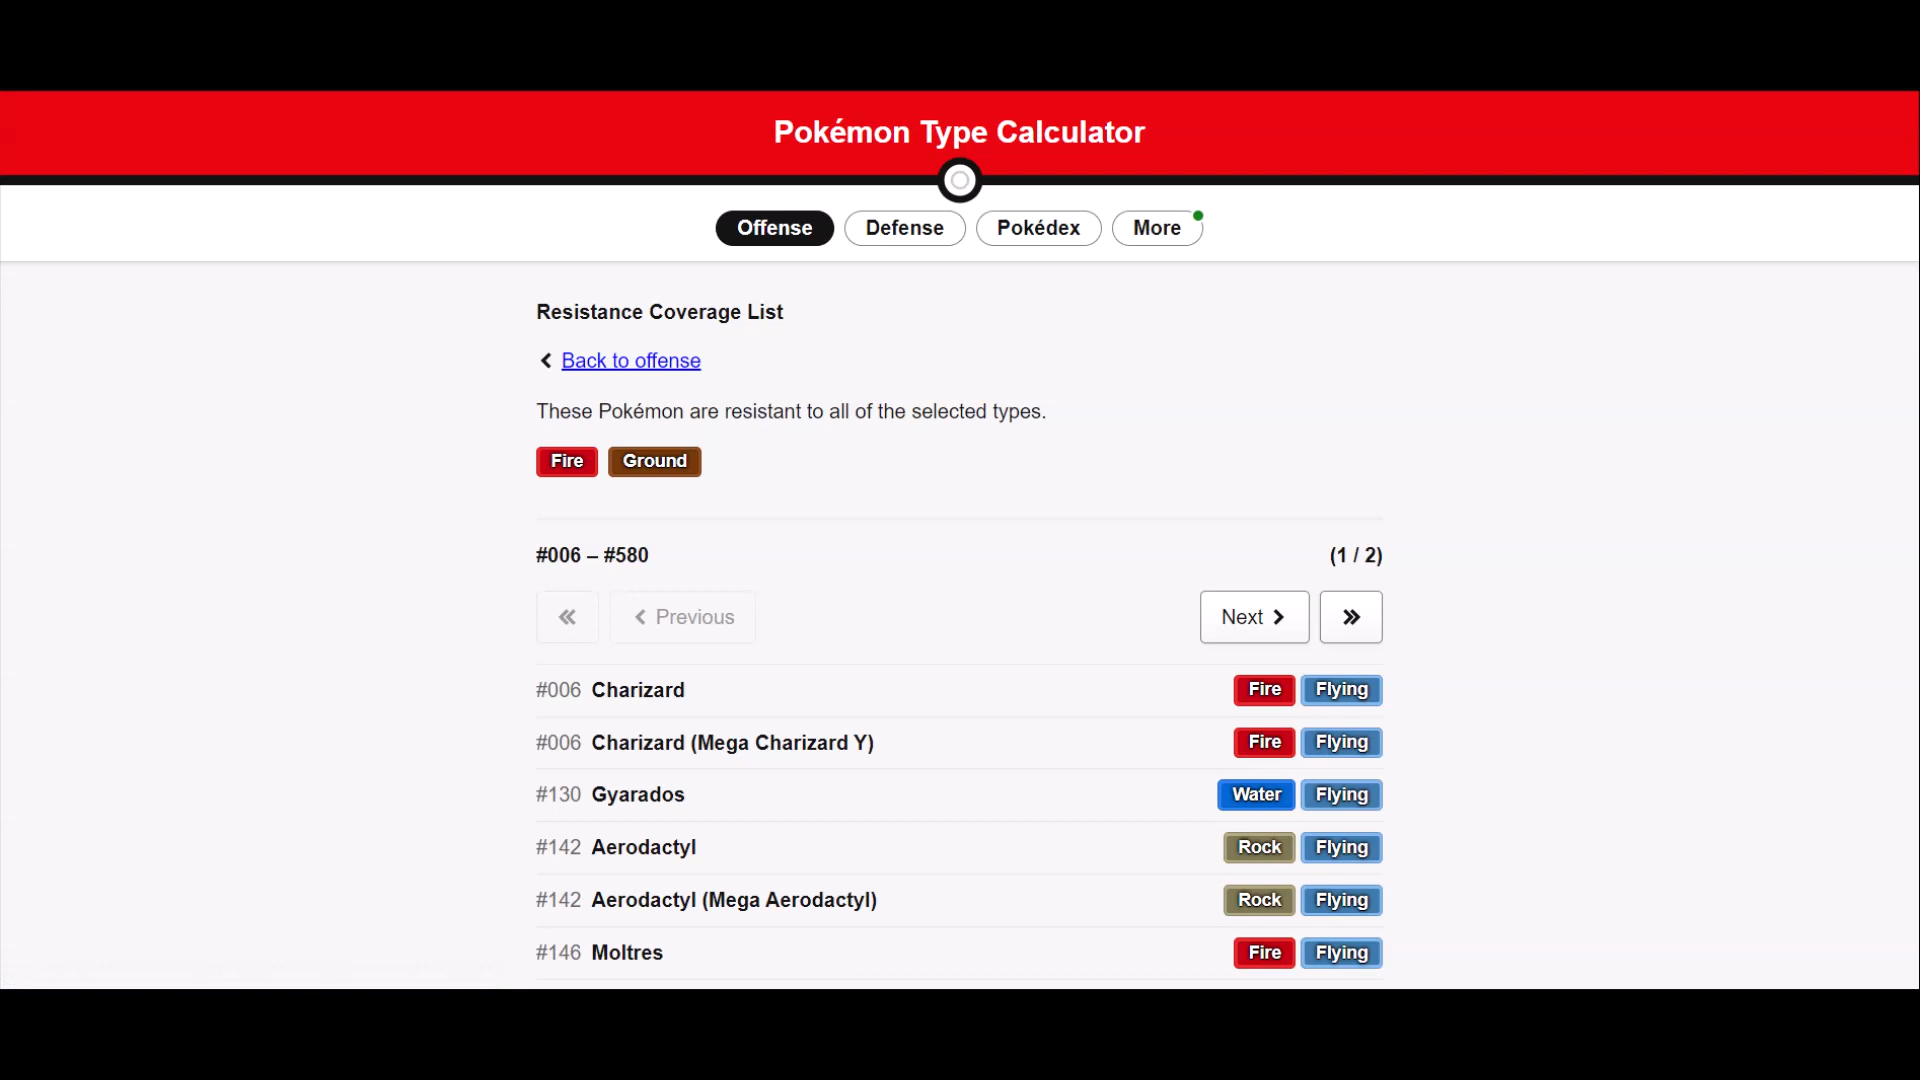 Pokémon Type Calculator
Offense Defense Pokédex More
Resistance Coverage List
Back to offense
These Pokémon are resistant to all of the selected types.
Fire Ground
#006 – #580 (1 / 2)
Previous Next
#006 Charizard Fire Flying
#006 Charizard (Mega Charizard Y) Fire Flying
#130 Gyarados Water Flying
#142 Aerodactyl Rock Flying
#142 Aerodactyl (Mega Aerodactyl) Rock Flying
#146 Moltres Fire Flying